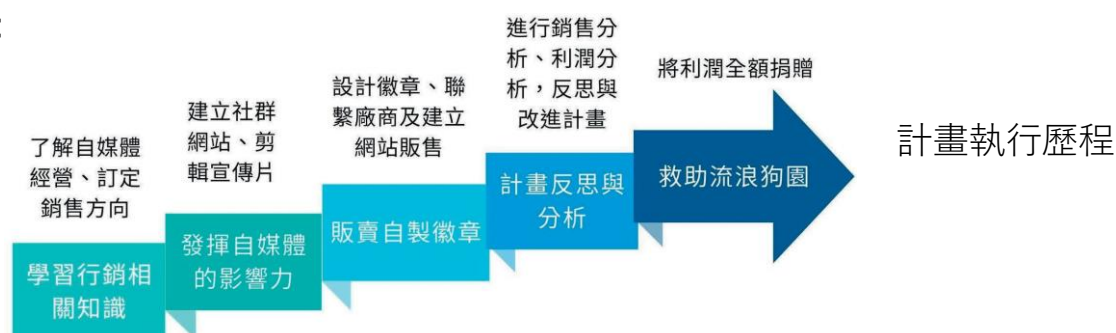 了解自媒體
經營、訂定
銷售方向
學習行銷相
關知識
建立社群
網站、剪
輯宣傳片
發揮自媒體
的影響力
設計徽章、聯
繫廠商及建立
網站販售
販賣自製徽章
進行銷售分
析、利潤分
析，反思與
改進計畫
計畫反思與
分析
將利潤全額捐贈
救助流浪狗園
計畫執行歷程